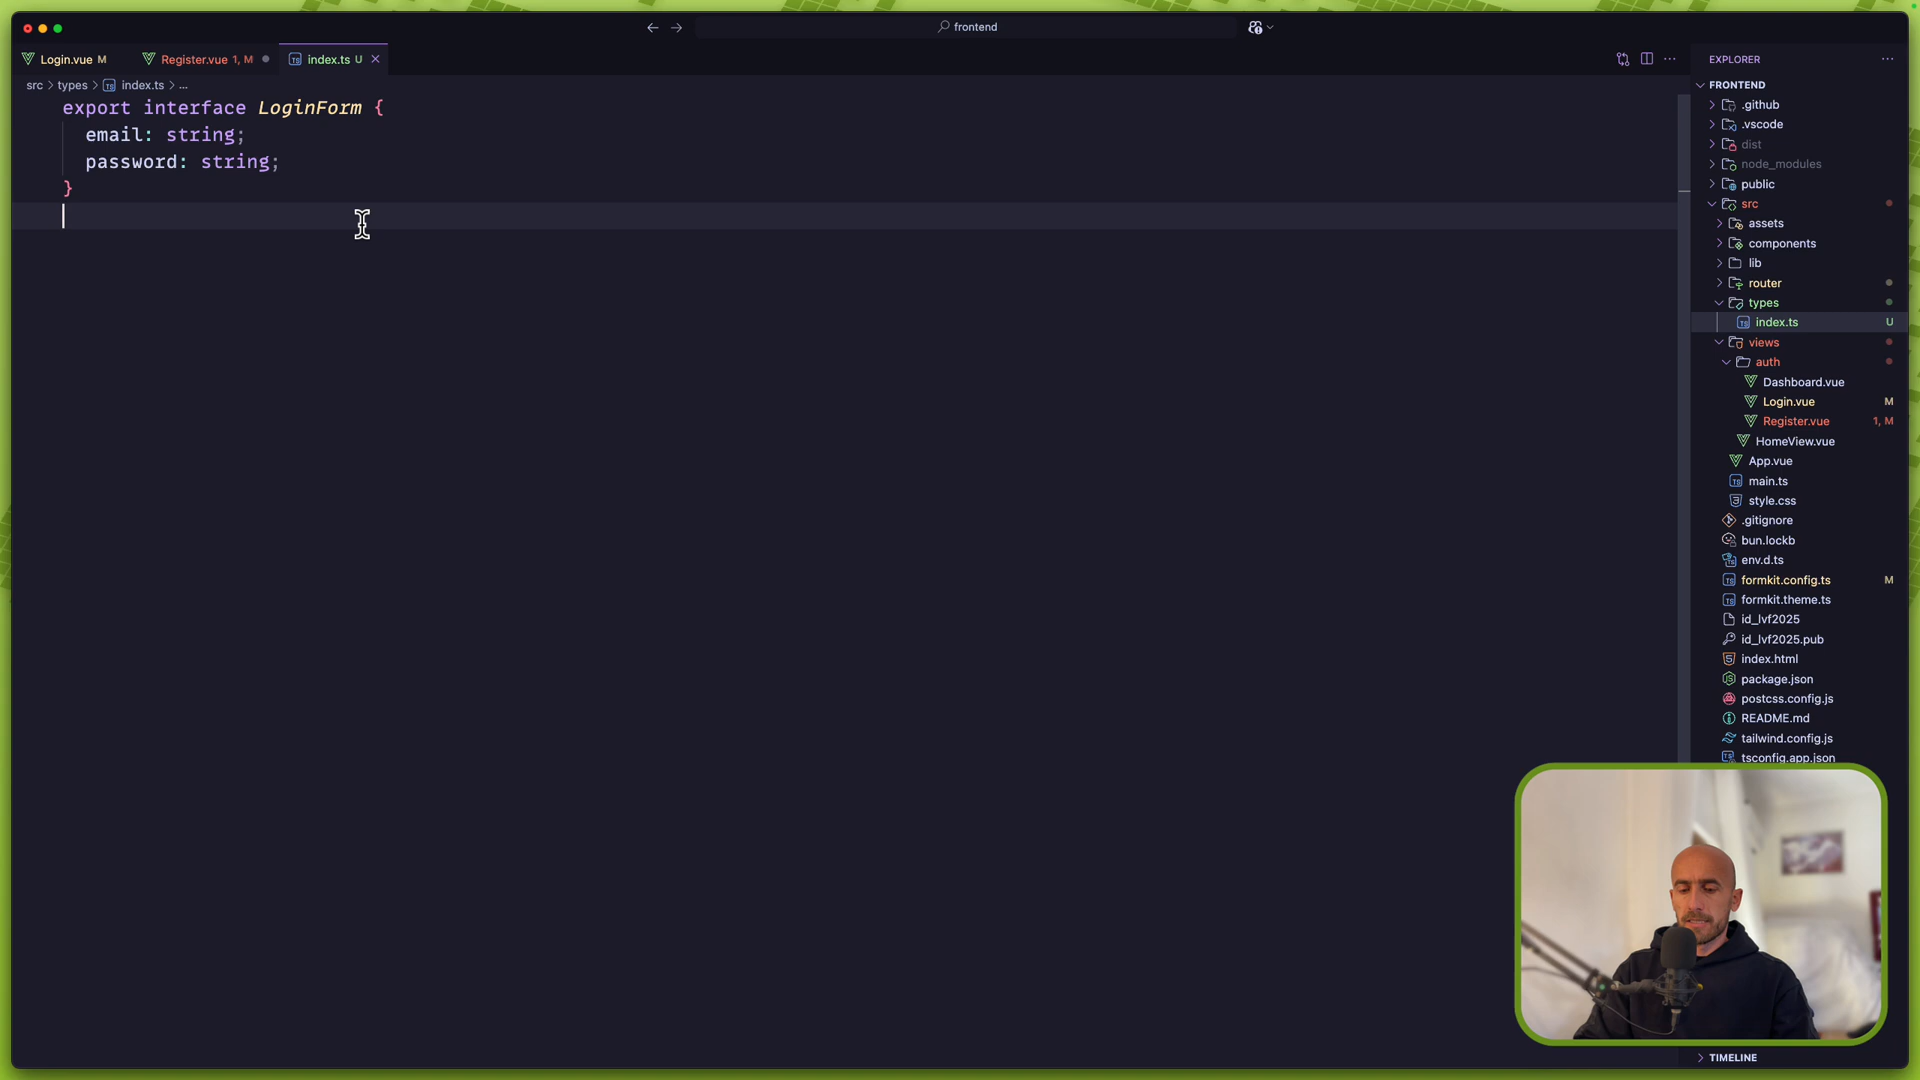 frontend
Login.vue M
Register.vue 1, M
index.ts U
src > types > index.ts > ...
export interface LoginForm {
email: string;
password: string;
}
EXPLORER
FRONTEND
.github
.vscode
dist
node_modules
public
src
assets
components
lib
router
types
index.ts U
views
auth
Dashboard.vue
Login.vue M
Register.vue 1, M
HomeView.vue
App.vue
main.ts
style.css
.gitignore
bun.lockb
env.d.ts
formkit.config.ts M
formkit.theme.ts
id_lvf2025
id_lvf2025.pub
index.html
package.json
postcss.config.js
README.md
tailwind.config.js
tsconfig.app.json
TIMELINE